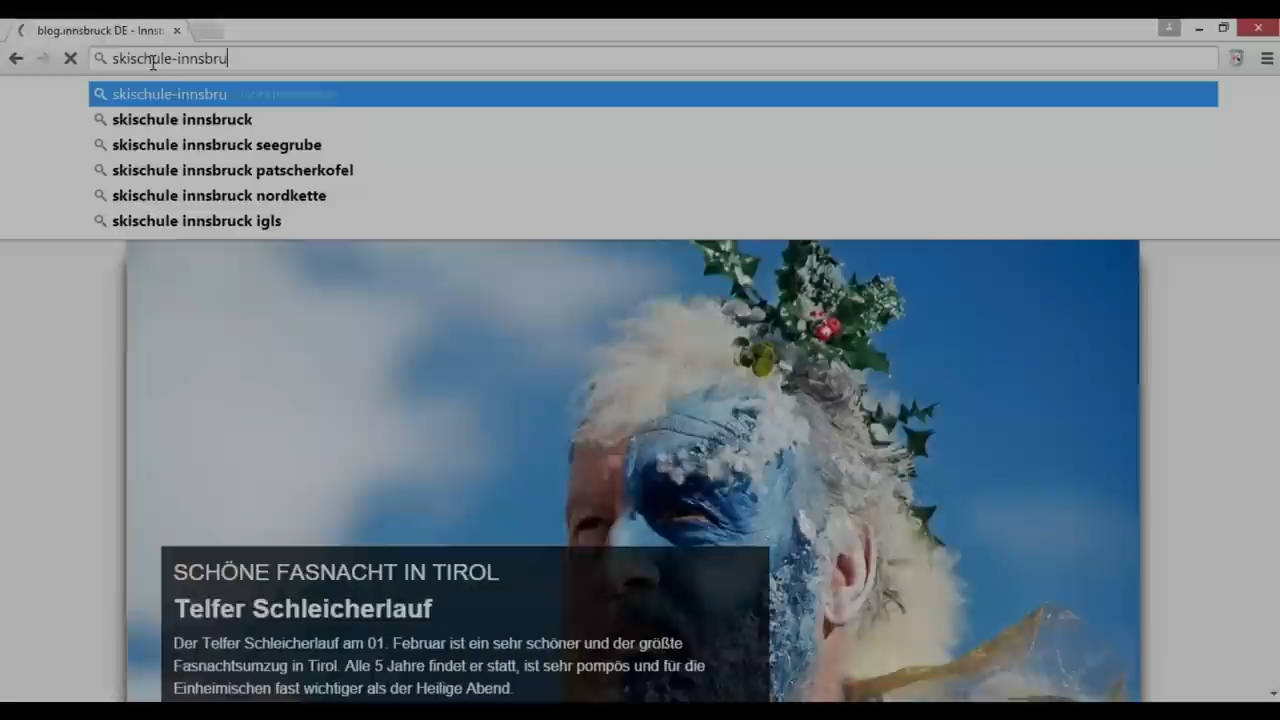 blog.innsbruck DE - Inns
skischule-innsbru
skischule-innsbru
skischule innsbruck
skischule innsbruck seegrube
skischule innsbruck patscherkofel
skischule innsbruck nordkette
skischule innsbruck igls
SCHÖNE FASNACHT IN TIROL
Telfer Schleicherlauf
Der Telfer Schleicherlauf am 01. Februar ist ein sehr schöner und der größte
Fasnachtsumzug in Tirol. Alle 5 Jahre findet er statt, ist sehr pompös und für die
Einheimischen fast wichtiger als der Heilige Abend.